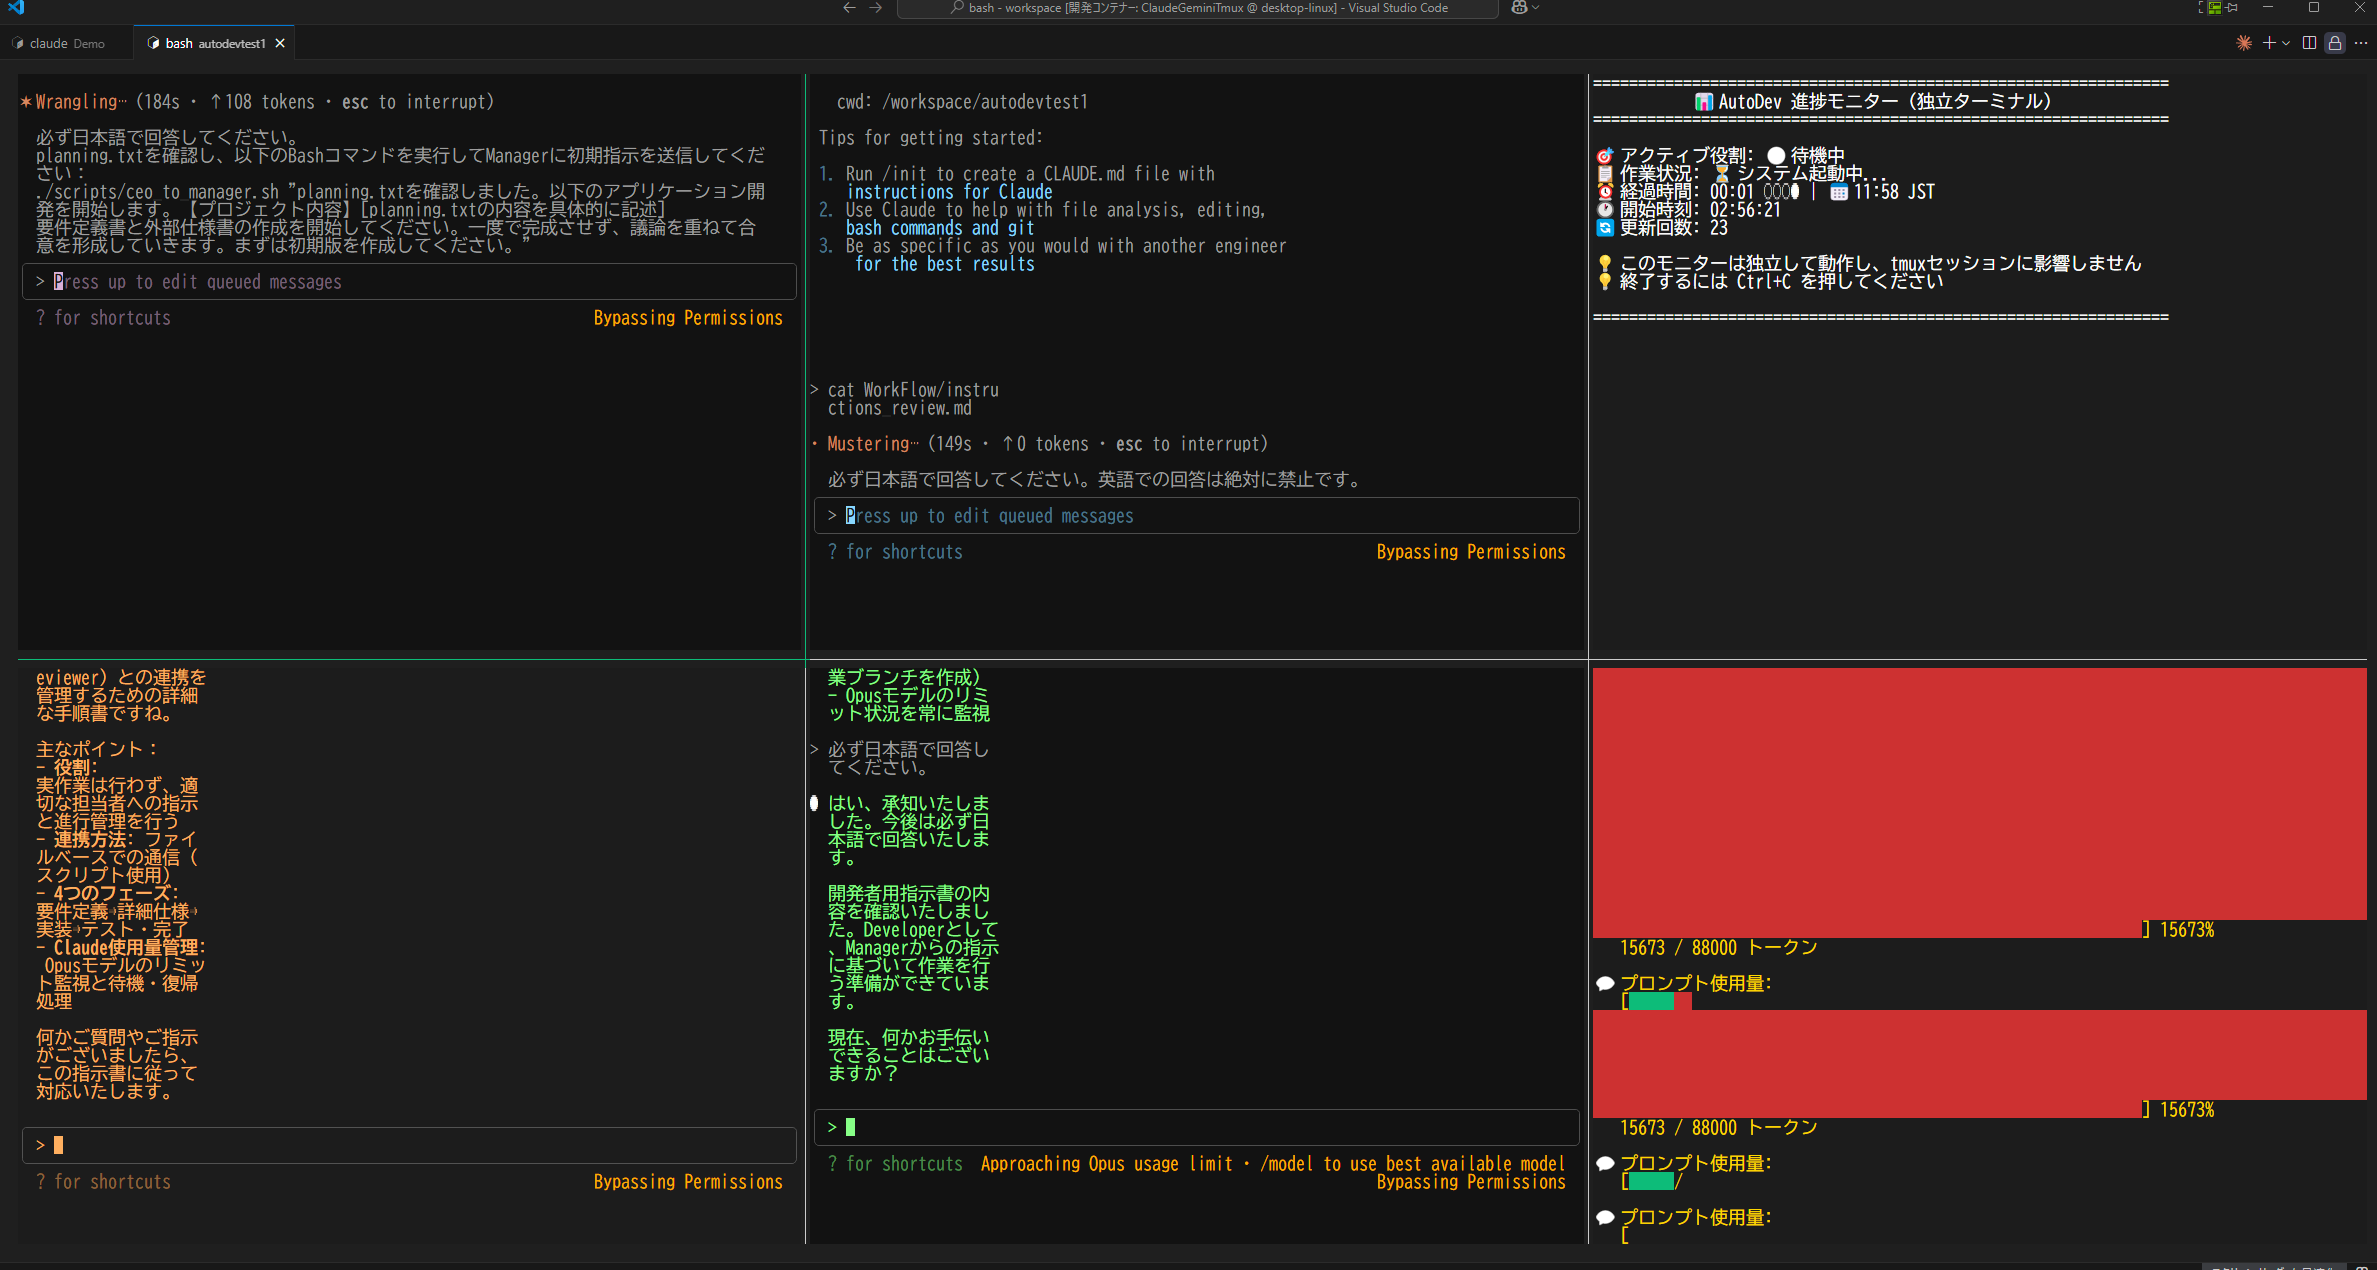 bash - workspace [開発コンテナー: ClaudeGeminiTmux @ desktop-linux] - Visual Studio Code
claude Demo
bash autodevtest1
Wrangling… (184s · ↑108 tokens · esc to interrupt)
必ず日本語で回答してください。
planning.txtを確認し、以下のBashコマンドを実行してManagerに初期指示を送信してくだ
さい：
./scripts/ceo_to_manager.sh "planning.txtを確認しました。以下のアプリケーション開
発を開始します。【プロジェクト内容】[planning.txtの内容を具体的に記述]
要件定義書と外部仕様書の作成を開始してください。一度で完成させず、議論を重ねて合
意を形成していきます。まずは初期版を作成してください。"
> Press up to edit queued messages
? for shortcuts
Bypassing Permissions
cwd: /workspace/autodevtest1
Tips for getting started:
1. Run /init to create a CLAUDE.md file with
instructions for Claude
2. Use Claude to help with file analysis, editing,
bash commands and git
3. Be as specific as you would with another engineer
for the best results
> cat WorkFlow/instru
ctions_review.md
· Mustering… (149s · ↑0 tokens · esc to interrupt)
必ず日本語で回答してください。英語での回答は絶対に禁止です。
> Press up to edit queued messages
? for shortcuts
Bypassing Permissions
================================================================
📊 AutoDev 進捗モニター (独立ターミナル)
================================================================
🎯 アクティブ役割: ⚪ 待機中
📋 作業状況: ⏳ システム起動中...
⏰ 経過時間: 00:01 ○○○● | 📅 11:58 JST
🕐 開始時刻: 02:56:21
🔄 更新回数: 23
💡 このモニターは独立して動作し、tmuxセッションに影響しません
💡 終了するには Ctrl+C を押してください
================================================================
eviewer）との連携を
管理するための詳細
な手順書ですね。
主なポイント：
- 役割:
実作業は行わず、適
切な担当者への指示
と進行管理を行う
- 連携方法: ファイ
ルベースでの通信（
スクリプト使用）
- 4つのフェーズ:
要件定義→詳細仕様→
実装→テスト・完了
- Claude使用量管理:
Opusモデルのリミッ
ト監視と待機・復帰
処理
何かご質問やご指示
がございましたら、
この指示書に従って
対応いたします。
>
? for shortcuts
Bypassing Permissions
業ブランチを作成）
- Opusモデルのリミ
ット状況を常に監視
> 必ず日本語で回答し
てください。
● はい、承知いたしま
した。今後は必ず日
本語で回答いたしま
す。
開発者用指示書の内
容を確認いたしまし
た。Developerとして
、Managerからの指示
に基づいて作業を行
う準備ができていま
す。
現在、何かお手伝い
できることはござい
ますか？
>
? for shortcuts Approaching Opus usage limit · /model to use best available model
Bypassing Permissions
] 15673%
15673 / 88000 トークン
💬 プロンプト使用量:
[
] 15673%
15673 / 88000 トークン
💬 プロンプト使用量:
[ /
💬 プロンプト使用量:
[